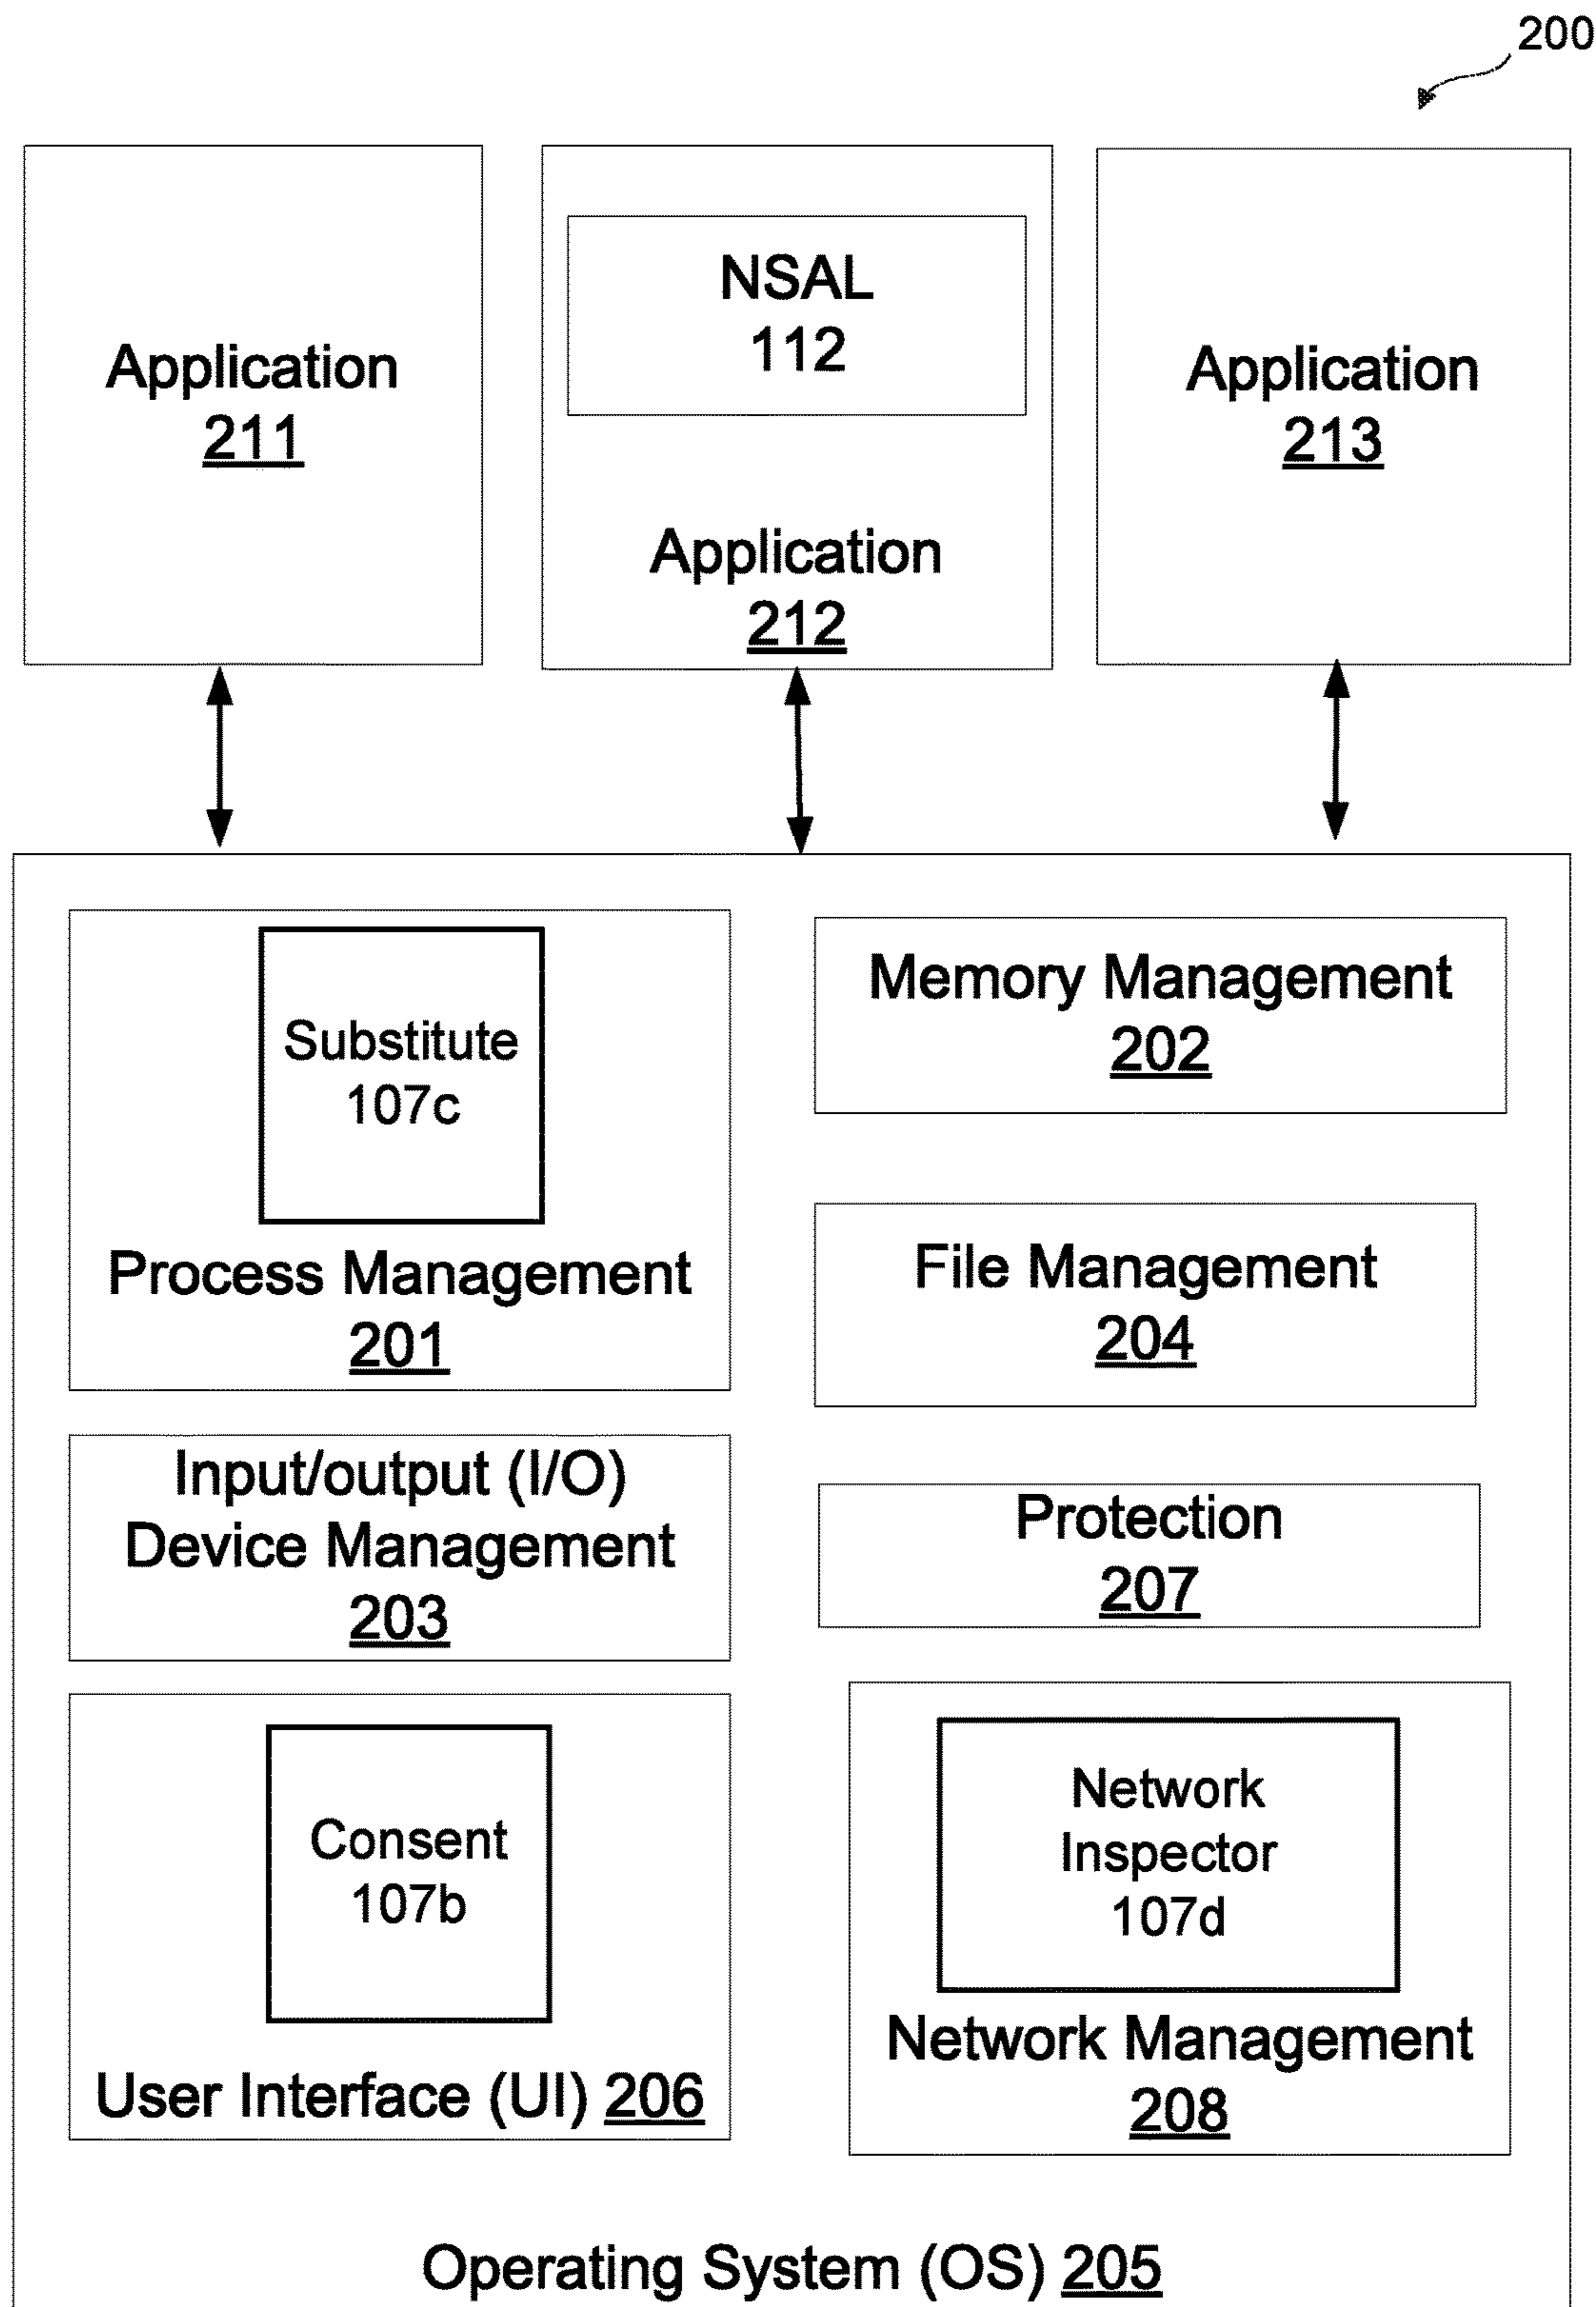 200
Application
211
NSAL
112
Application
212
Application
213
Substitute
107c
Process Management
201
Memory Management
202
File Management
204
Input/output (I/O)
Device Management
203
Protection
207
Consent
107b
User Interface (UI) 206
Network
Inspector
107d
Network Management
208
Operating System (OS) 205